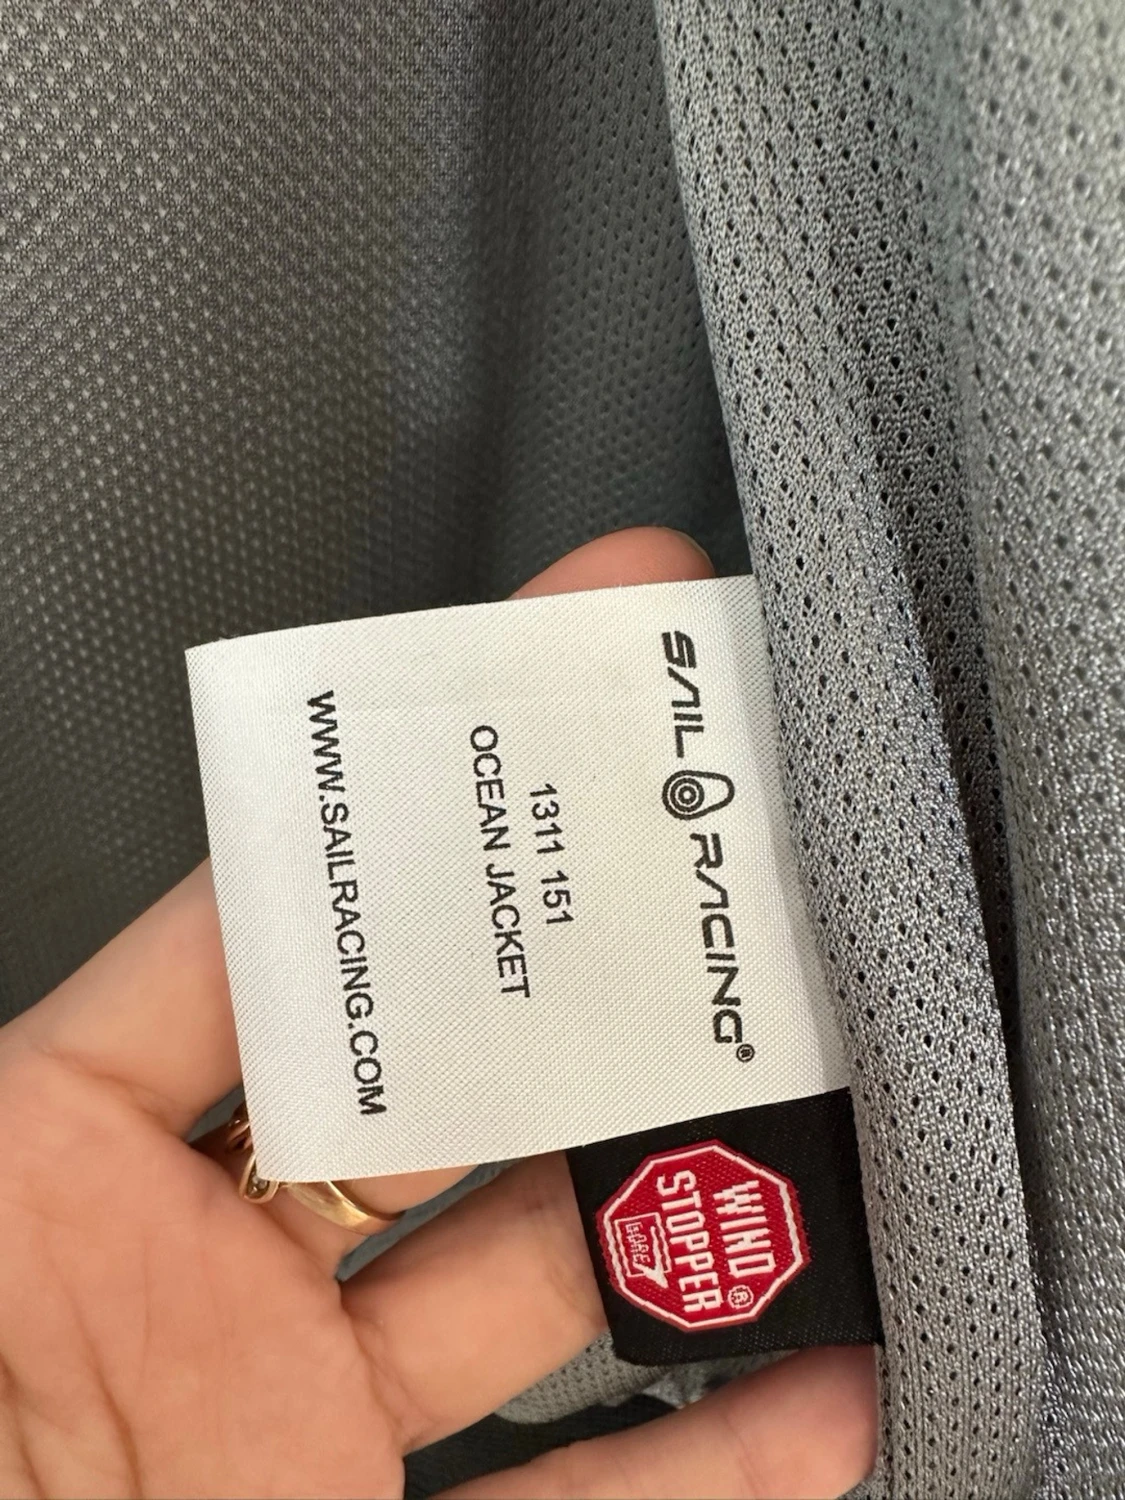 SAIL RACING®
1311 151
OCEAN JACKET
WWW.SAILRACING.COM
WIND
STOPPER®
GORE